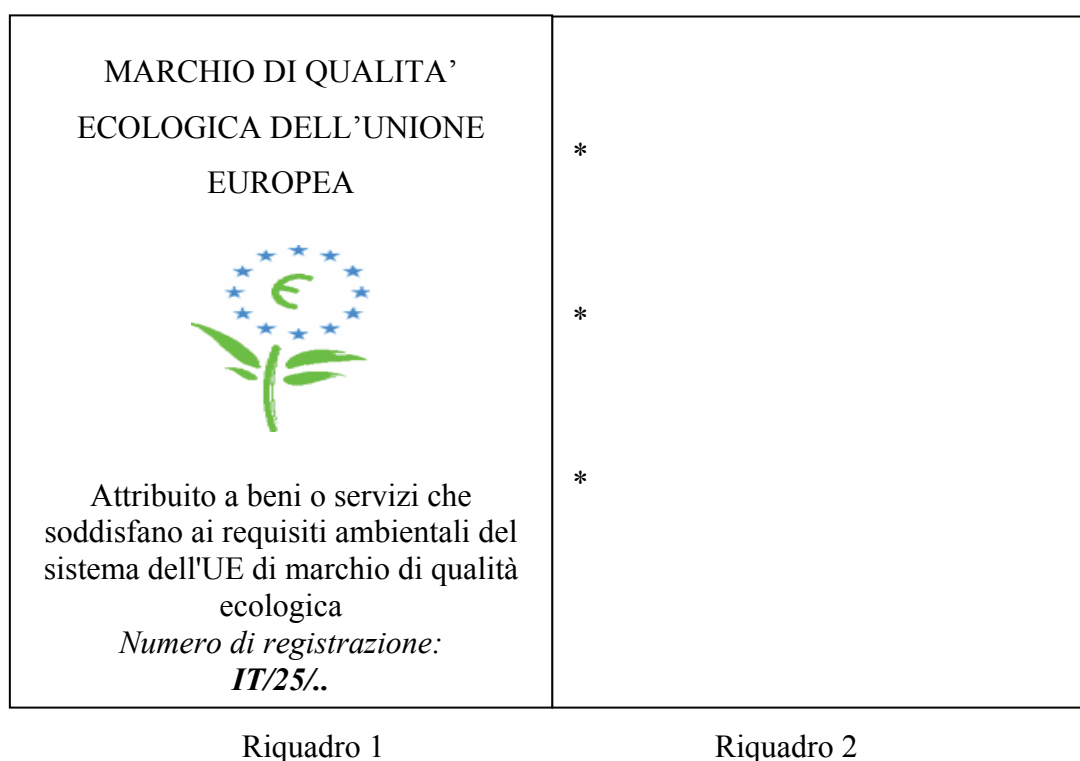 MARCHIO DI QUALITA’
ECOLOGICA DELL’UNIONE
EUROPEA
Attribuito a beni o servizi che
soddisfano ai requisiti ambientali del
sistema dell'UE di marchio di qualità
ecologica
Numero di registrazione:
IT/25/..
*
*
*
Riquadro 1
Riquadro 2